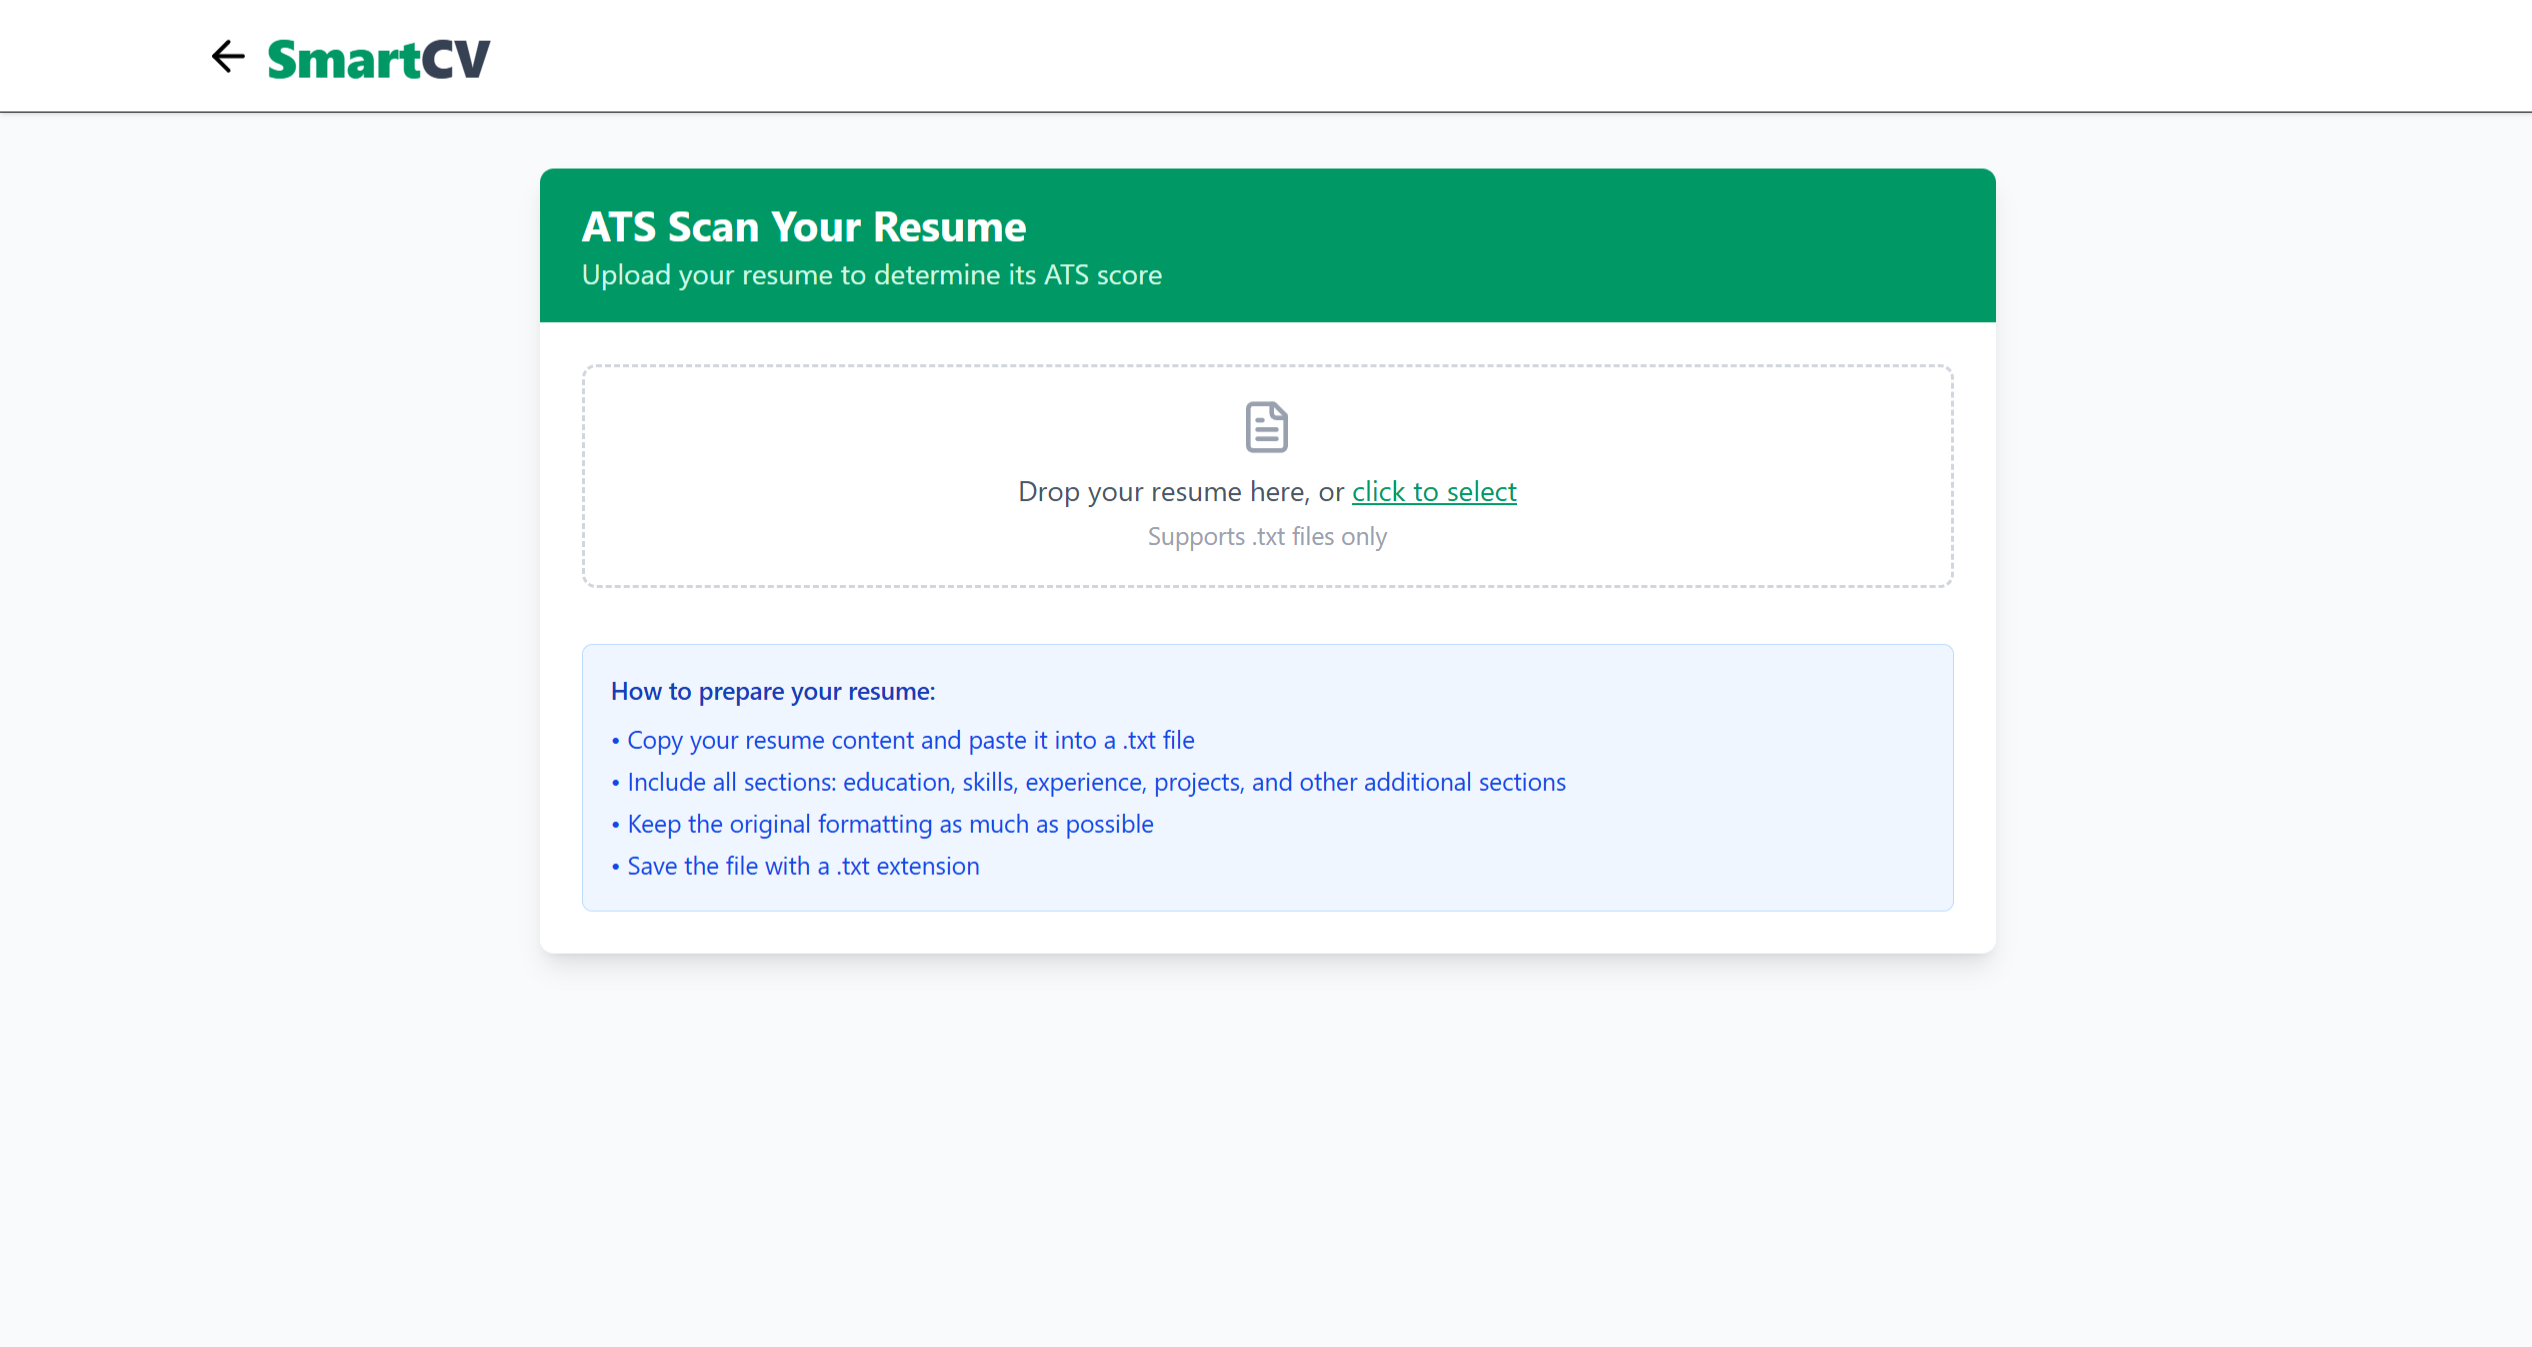 SmartCV
ATS Scan Your Resume
Upload your resume to determine its ATS score
Drop your resume here, or click to select
Supports .txt files only
How to prepare your resume:
• Copy your resume content and paste it into a .txt file
• Include all sections: education, skills, experience, projects, and other additional sections
• Keep the original formatting as much as possible
• Save the file with a .txt extension